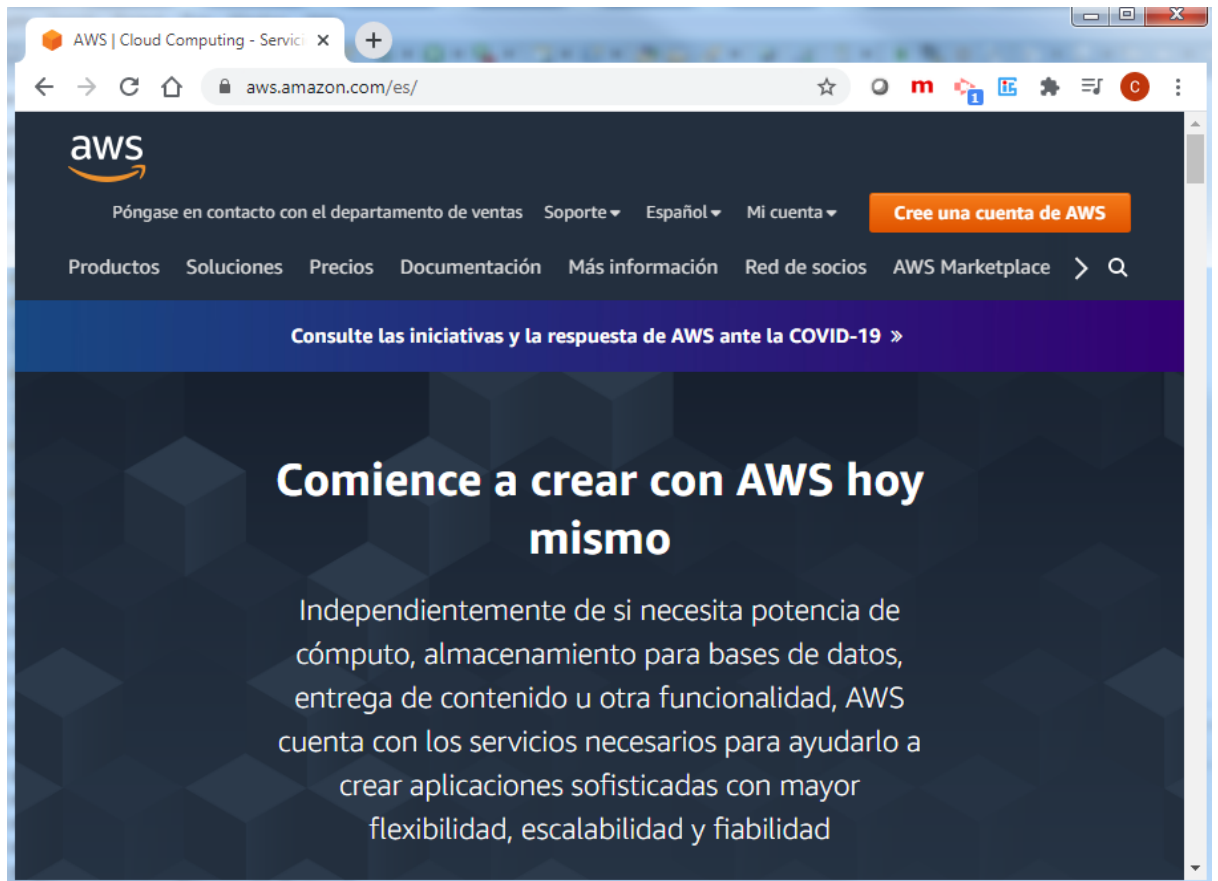 AWS | Cloud Computing - Servici
aws.amazon.com/es/
m
1
C
aws
Póngase en contacto con el departamento de ventas Soporte Español Mi cuenta Cree una cuenta de AWS
Productos Soluciones Precios Documentación Más información Red de socios AWS Marketplace
Consulte las iniciativas y la respuesta de AWS ante la COVID-19 »
Comience a crear con AWS hoy
mismo
Independientemente de si necesita potencia de
cómputo, almacenamiento para bases de datos,
entrega de contenido u otra funcionalidad, AWS
cuenta con los servicios necesarios para ayudarlo a
crear aplicaciones sofisticadas con mayor
flexibilidad, escalabilidad y fiabilidad